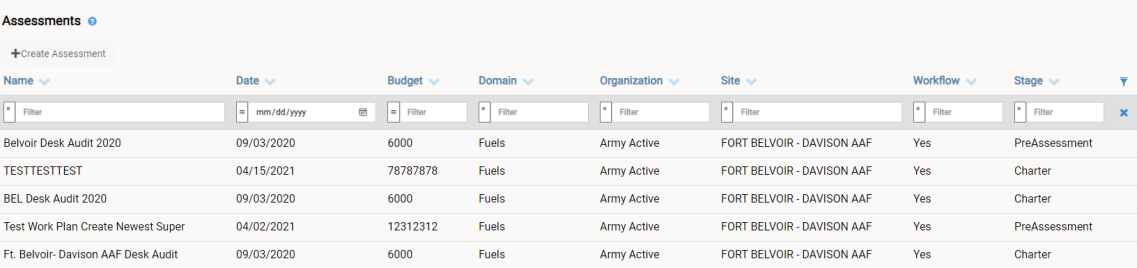 Assessments ?
+Create Assessment
Name Date Budget Domain Organization Site Workflow Stage
* Filter = mm/dd/yyyy = Filter * Filter * Filter * Filter * Filter * Filter
Belvoir Desk Audit 2020 09/03/2020 6000 Fuels Army Active FORT BELVOIR - DAVISON AAF Yes PreAssessment
TESTTESTTEST 04/15/2021 78787878 Fuels Army Active FORT BELVOIR - DAVISON AAF Yes Charter
BEL Desk Audit 2020 09/03/2020 6000 Fuels Army Active FORT BELVOIR - DAVISON AAF Yes Charter
Test Work Plan Create Newest Super 04/02/2021 12312312 Fuels Army Active FORT BELVOIR - DAVISON AAF Yes PreAssessment
Ft. Belvoir- Davison AAF Desk Audit 09/03/2020 6000 Fuels Army Active FORT BELVOIR - DAVISON AAF Yes Charter